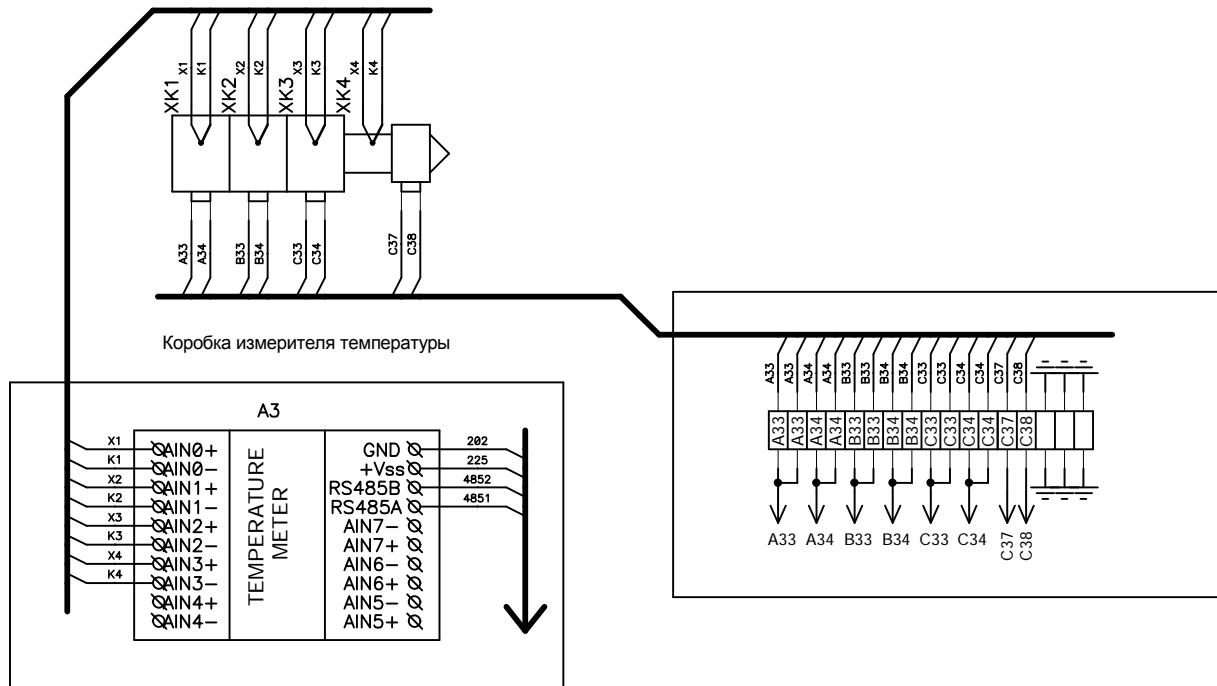 X1 K1 X2 K2 X3 K3 X4 K4
XK1 XK2 XK3 XK4
A33 A34 B33 B34 C33 C34 C37 C38
Коробка измерителя температуры
A3
TEMPERATURE
METER
X1 AIN0+
K1 AIN0-
X2 AIN1+
K2 AIN1-
X3 AIN2+
K3 AIN2-
X4 AIN3+
K4 AIN3-
AIN4+
AIN4-
GND 202
+Vss 225
RS485B 4852
RS485A 4851
AIN7-
AIN7+
AIN6-
AIN6+
AIN5-
AIN5+
A33 A33 A34 A34 B33 B33 B34 B34 C33 C33 C34 C34 C37 C38
A33 A33 A34 A34 B33 B33 B34 B34 C33 C33 C34 C34 C37 C38
A33 A34 B33 B34 C33 C34 C37 C38